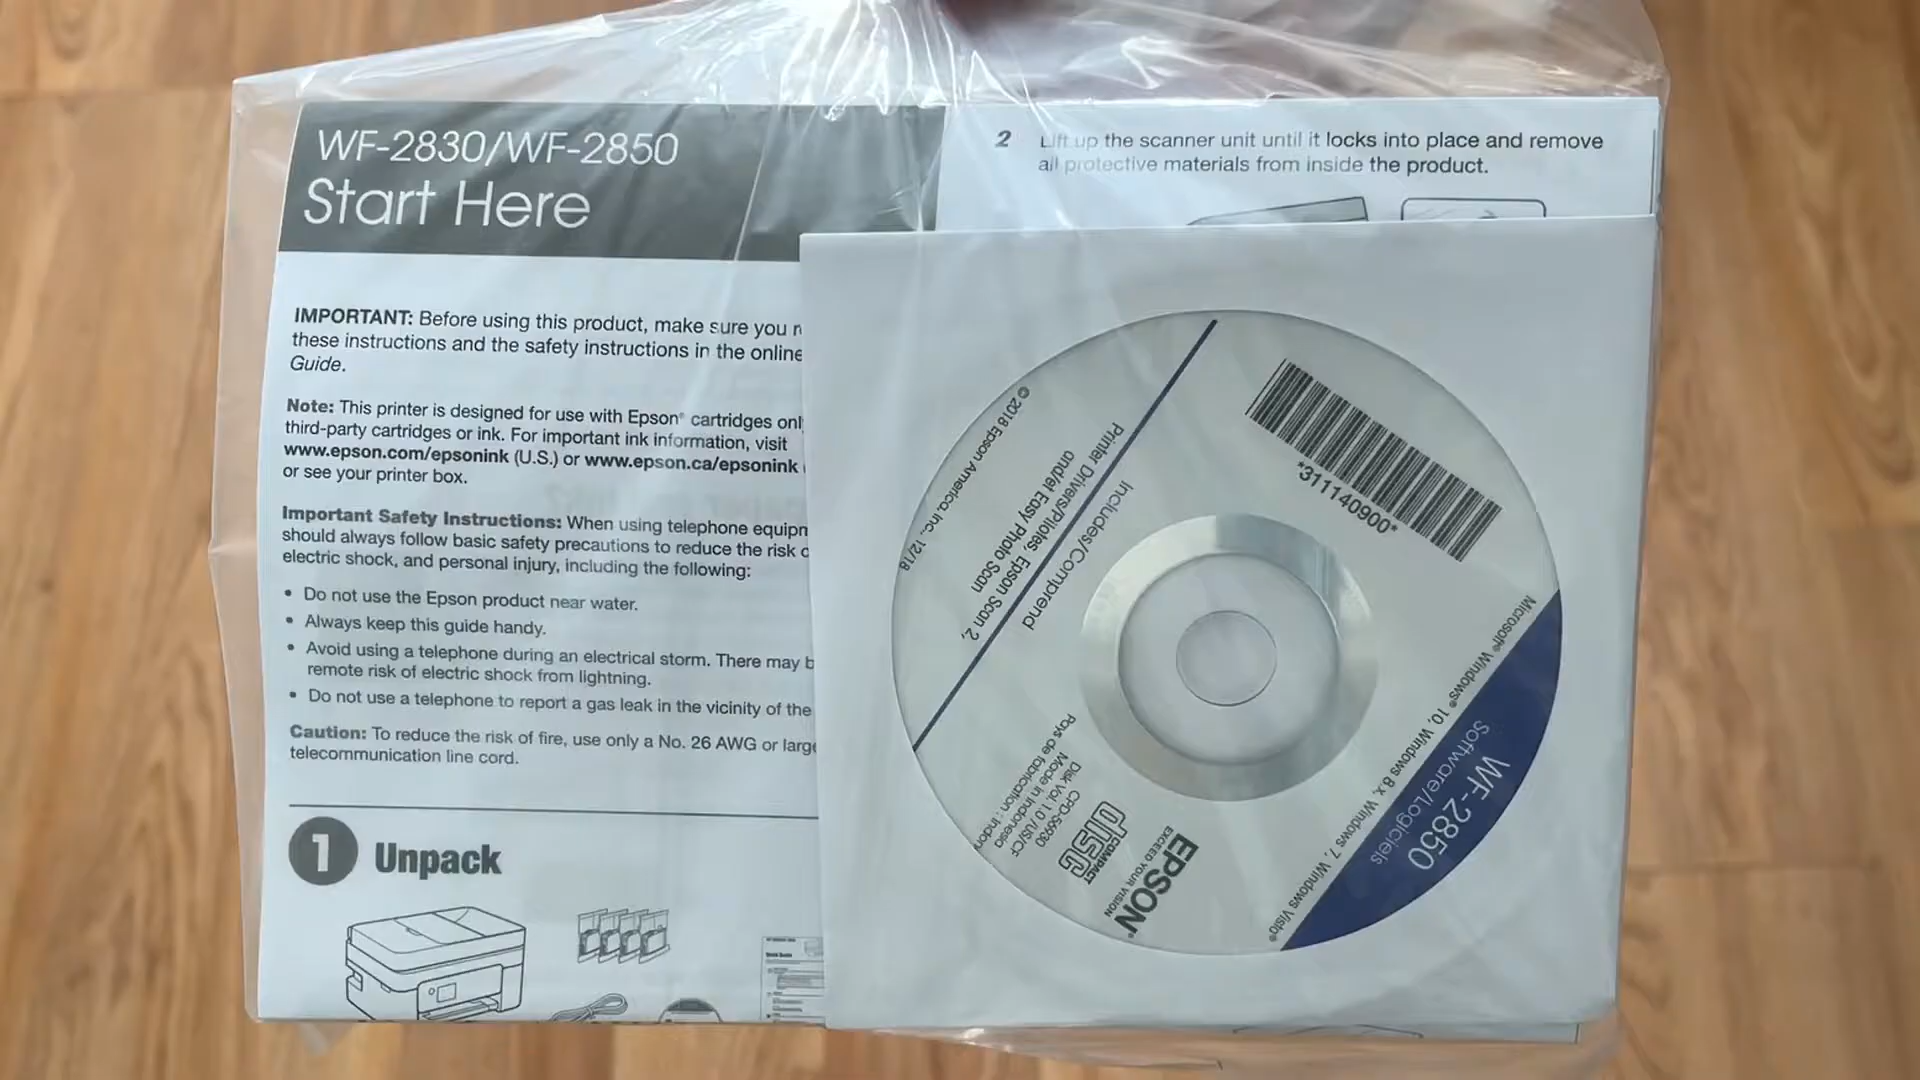 WF-2830/WF-2850
Start Here
IMPORTANT: Before using this product, make sure you
these instructions and the safety instructions in the online
Guide.
Note: This printer is designed for use with Epson® cartridges
third-party cartridges or ink. For important ink information, visit
www.epson.com/epsonink (U.S.) or www.epson.ca/epsonink
or see your printer box.
Important Safety Instructions: When using telephone
should always follow basic safety precautions to reduce the risk
electric shock, and personal injury, including the following:
• Do not use the Epson product near water.
• Always keep this guide handy.
• Avoid using a telephone during an electrical storm. There may
remote risk of electric shock from lightning.
• Do not use a telephone to report a gas leak in the vicinity of the
Caution: To reduce the risk of fire, use only a No. 26 AWG or
telecommunication line cord.
1 Unpack
2 Lift up the scanner unit until it locks into place and remove
all protective materials from inside the product.
*311140900*
WF-2850
Software/Logiciels
Microsoft® Windows® 10, Windows 8.x, Windows 7, Windows Vista®
Includes/Comprend
Printer Drivers/Pilotes, Epson Scan 2,
and/et Easy Photo Scan
© 2018 Epson America, Inc., 12/18
EPSON®
EXCEED YOUR VISION
COMPACT
disc
CPD-56930
Disk Vol. 1.0 /US/CF
Made in Indonesia
Pays de fabrication :